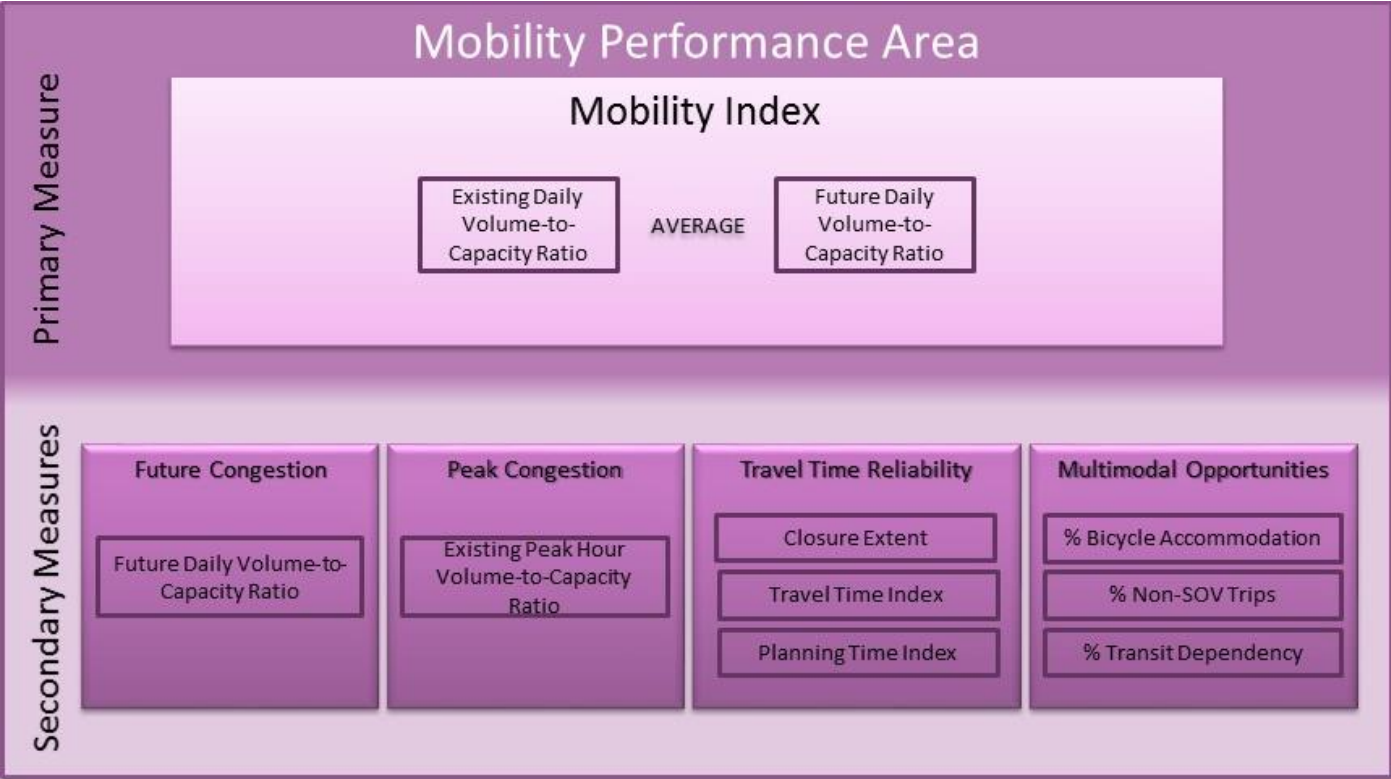 Mobility Performance Area
Primary Measure
Mobility Index
Existing Daily
Volume-to-
Capacity Ratio
AVERAGE
Future Daily
Volume-to-
Capacity Ratio
Secondary Measures
Future Congestion
Future Daily Volume-to-
Capacity Ratio
Peak Congestion
Existing Peak Hour
Volume-to-Capacity
Ratio
Travel Time Reliability
Closure Extent
Travel Time Index
Planning Time Index
Multimodal Opportunities
% Bicycle Accommodation
% Non-SOV Trips
% Transit Dependency